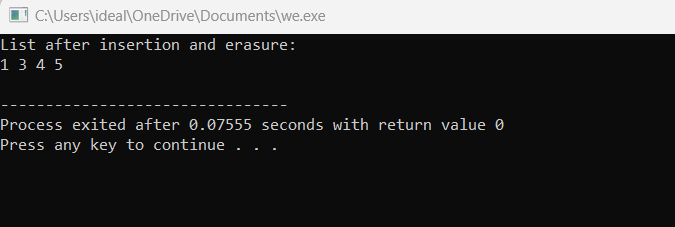 C:\Users\ideal\OneDrive\Documents\we.exe
List after insertion and erasure:
1 3 4 5
--------------------------------
Process exited after 0.07555 seconds with return value 0
Press any key to continue . . .